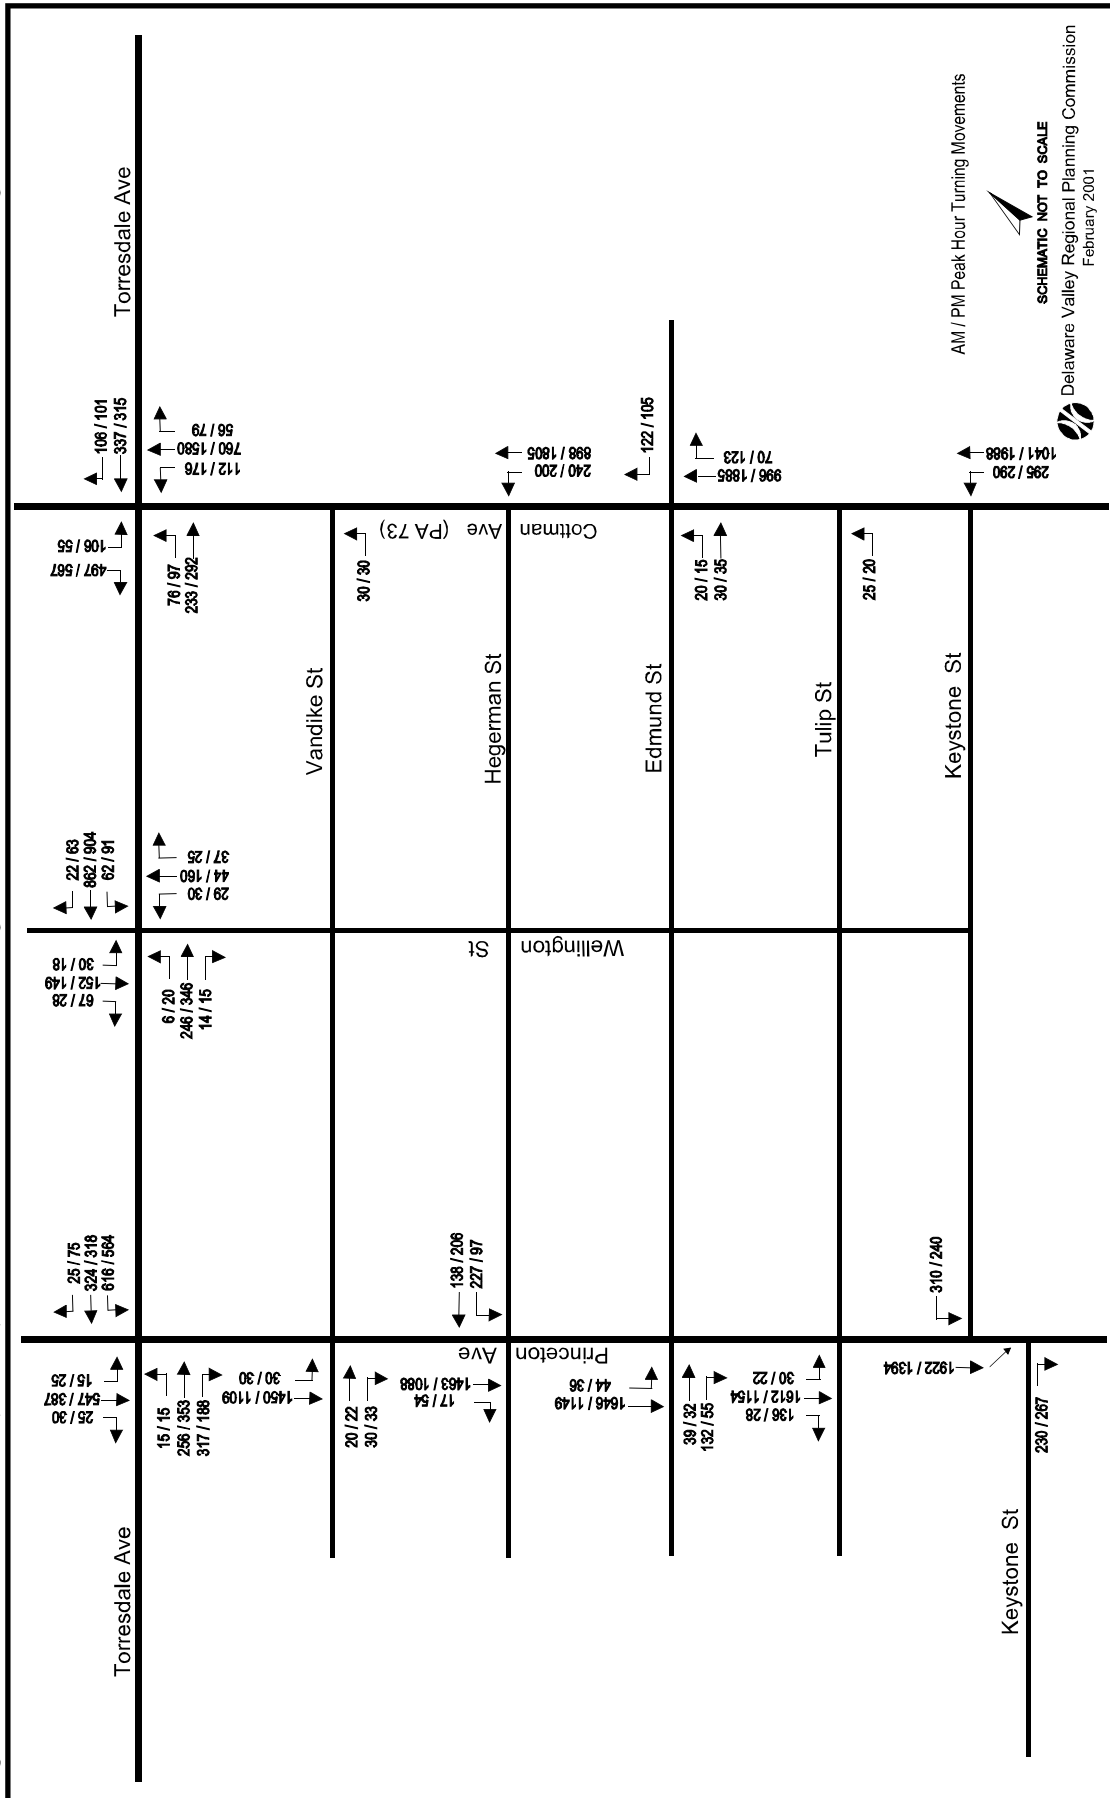 Torresdale Ave
106 / 101
337 / 315
56 / 79
760 / 1580
112 / 176
898 / 1805
240 / 200
122 / 105
70 / 123
996 / 1885
1041 / 1988
295 / 290
AM / PM Peak Hour Turning Movements
SCHEMATIC NOT TO SCALE
Delaware Valley Regional Planning Commission
February 2001
106 / 55
497 / 567
76 / 97
233 / 292
Cottman Ave (PA 73)
30 / 30
20 / 15
30 / 35
25 / 20
Vandike St
Hegerman St
Edmund St
Tulip St
Keystone St
22 / 63
862 / 904
62 / 91
37 / 25
44 / 160
29 / 30
Wellington St
30 / 18
152 / 149
67 / 28
6 / 20
246 / 346
14 / 15
25 / 75
324 / 318
616 / 564
138 / 206
227 / 97
310 / 240
Princeton Ave
15 / 25
547 / 387
25 / 30
15 / 15
256 / 353
317 / 188
30 / 30
1450 / 1109
20 / 22
30 / 33
1463 / 1088
17 / 54
44 / 36
1646 / 1149
39 / 32
132 / 55
30 / 22
1612 / 1154
136 / 28
1922 / 1394
230 / 267
Torresdale Ave
Keystone St